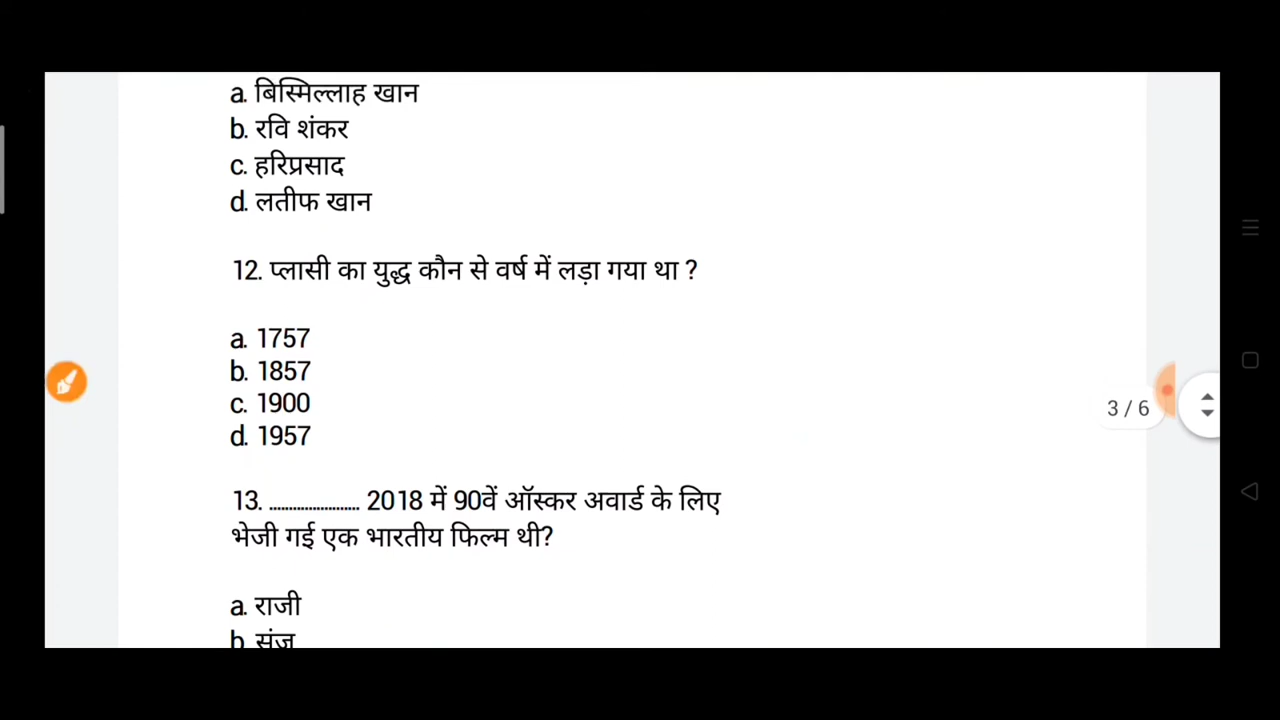 a. बिस्मिल्लाह खान
b. रवि शंकर
c. हरिप्रसाद
d. लतीफ खान
12. प्लासी का युद्ध कौन से वर्ष में लड़ा गया था ?
a. 1757
b. 1857
c. 1900
d. 1957
3 / 6
13. ....................... 2018 में 90वें ऑस्कर अवार्ड के लिए
भेजी गई एक भारतीय फिल्म थी?
a. राजी
b.